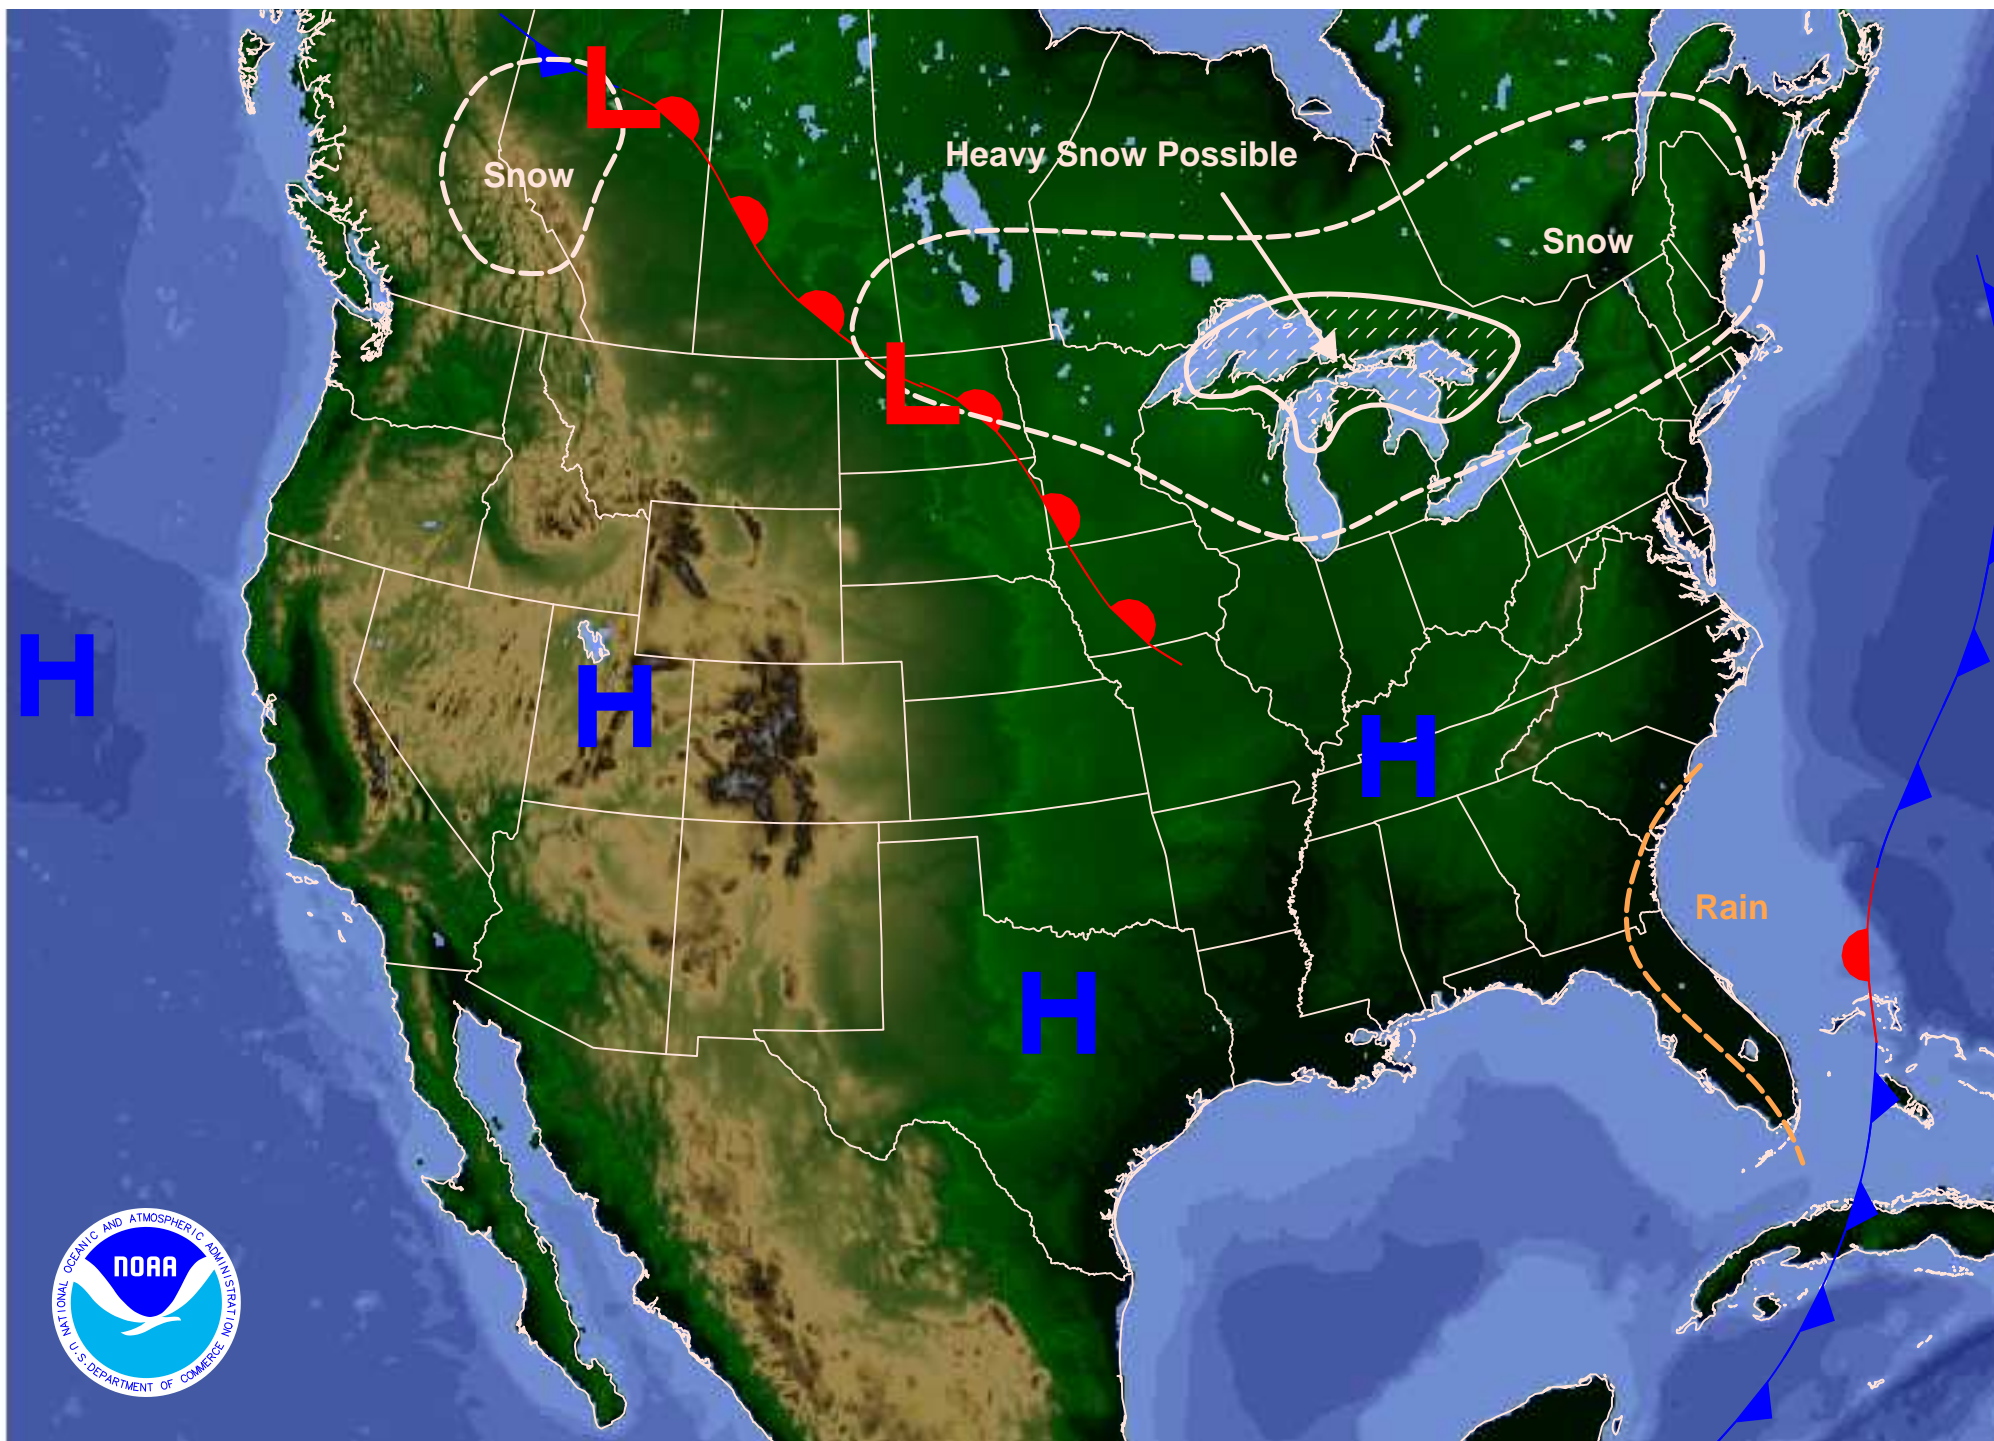 L
Heavy Snow Possible
Snow
Snow
L
H
H
H
Rain
H
NATIONAL OCEANIC AND ATMOSPHERIC ADMINISTRATION
NOAA
U.S. DEPARTMENT OF COMMERCE